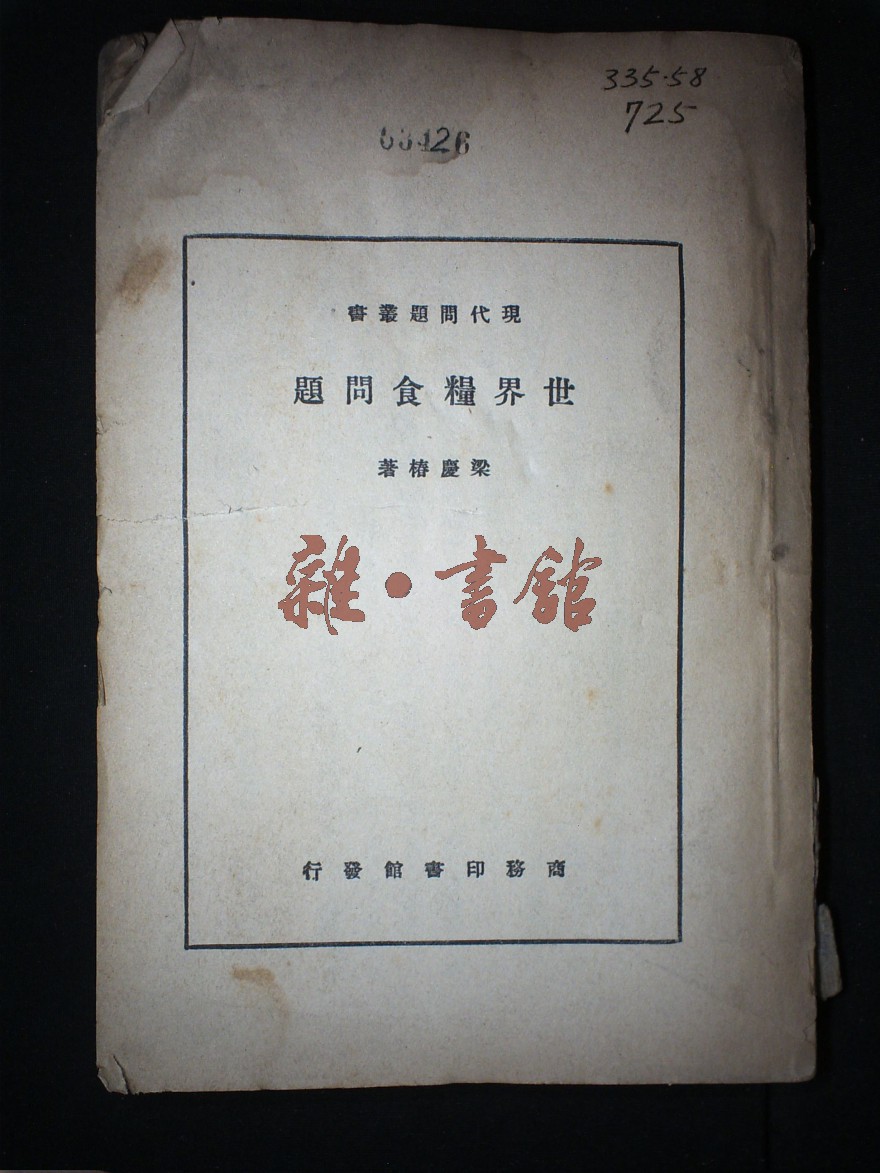 335·58
725
63426
現代問題叢書
世界糧食問題
梁慶椿著
雜·書館
商務印書館發行